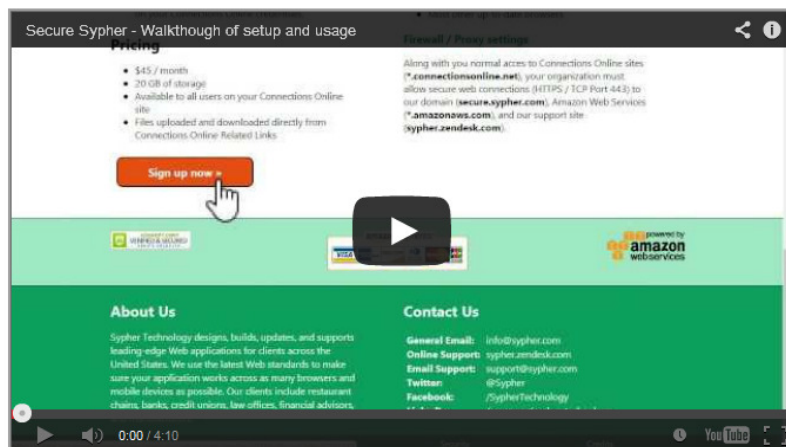 Secure Sypher - Walkthough of setup and usage
Pricing
• $45 / month
• 20 GB of storage
• Available to all users on your Connections Online
site
• Files uploaded and downloaded directly from
Connections Online Related Links
Sign up now »
Firewall / Proxy settings
Along with you normal acces to Connections Online sites
(*.connectionsonline.net), your organization must
allow secure web connections (HTTPS / TCP Port 443) to
our domain (secure.sypher.com), Amazon Web Services
(*.amazonaws.com), and our support site
(sypher.zendesk.com).
VERIFIED & SECURED
VISA
powered by
amazon
webservices
About Us
Sypher Technology designs, builds, updates, and supports
leading-edge Web applications for clients across the
United States. We use the latest Web standards to make
sure your application works across as many browsers and
mobile devices as possible. Our clients include restaurant
chains, banks, credit unions, law offices, financial advisors,
Contact Us
General Email: info@sypher.com
Online Support: sypher.zendesk.com
Email Support: support@sypher.com
Twitter: @Sypher
Facebook: /SypherTechnology
0:00 / 4:10
YouTube